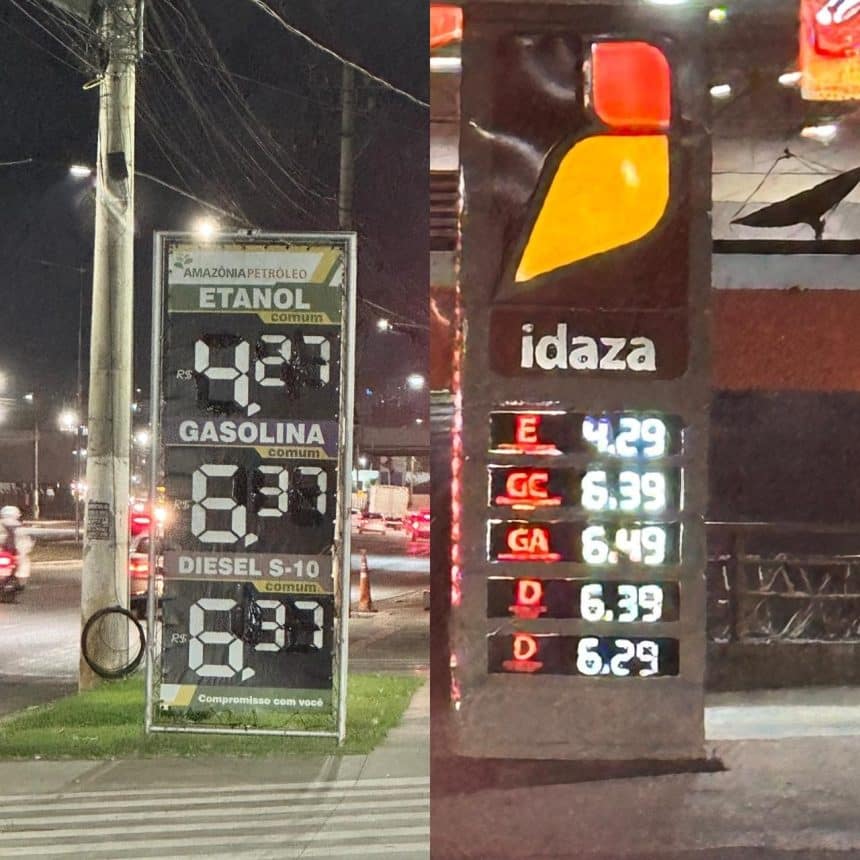 AMAZÔNIA PETRÓLEO
ETANOL
comum
R$ 4,27
GASOLINA
comum
R$ 6,37
DIESEL S-10
comum
R$ 6,37
Compromisso com você
idaza
E 4.29
GC 6.39
GA 6.49
D 6.39
D 6.29